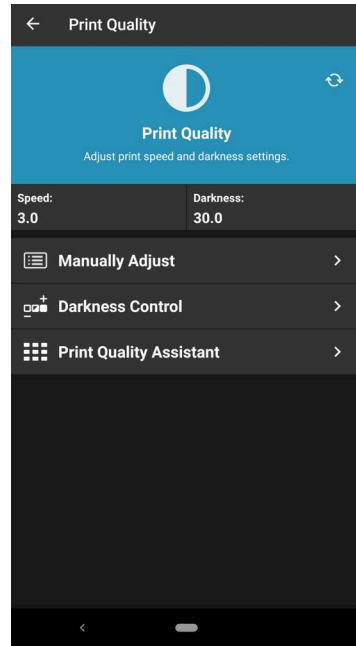 Print Quality
Print Quality
Adjust print speed and darkness settings.
Speed:
3.0
Darkness:
30.0
Manually Adjust
Darkness Control
Print Quality Assistant